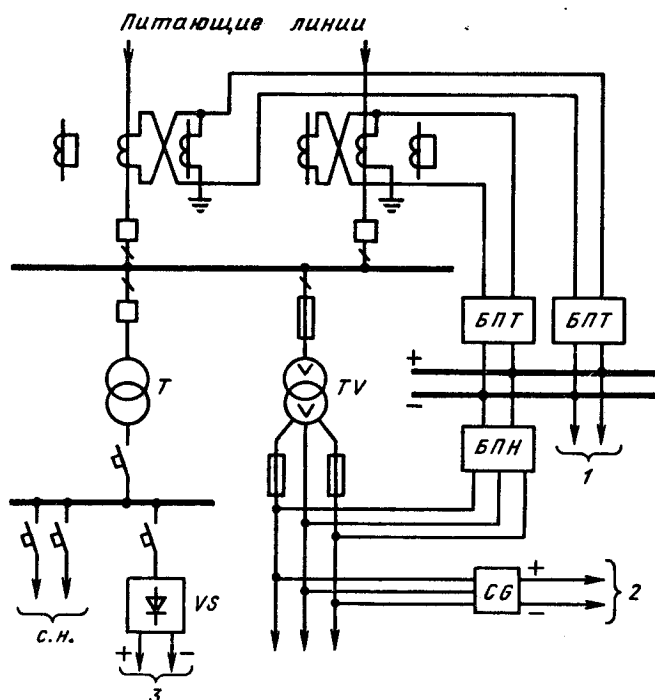 Питающие линии
БПТ БПТ
+
T TV
−
БПН
1
+
CG 2
−
VS
с.н.
+ −
3